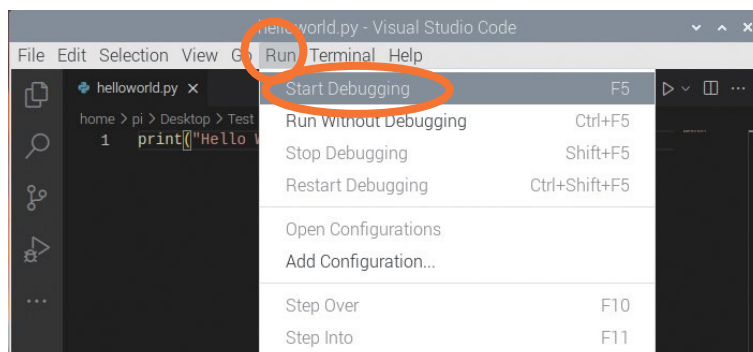 helloworld.py - Visual Studio Code
File Edit Selection View Go Run Terminal Help
helloworld.py
home > pi > Desktop > Test
1 print("Hello
Start Debugging F5
Run Without Debugging Ctrl+F5
Stop Debugging Shift+F5
Restart Debugging Ctrl+Shift+F5
Open Configurations
Add Configuration...
Step Over F10
Step Into F11